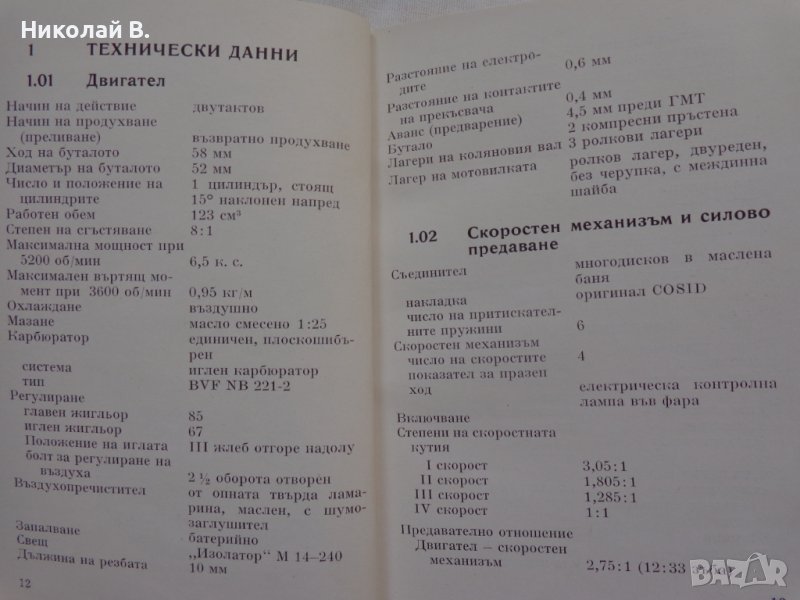 Николай В.
1 ТЕХНИЧЕСКИ ДАННИ
1.01 Двигател
Начин на действие двутактов
Начин на продухване
(преливане) възвратно продухване
Ход на буталото 58 мм
Диаметър на буталото 52 мм
Число и положение на 1 цилиндър, стоящ
цилиндрите 15° наклонен напред
Работен обем 123 см³
Степен на сгъстяване 8:1
Максимална мощност при
5200 об/мин 6,5 к. с.
Максимален въртящ мо-
мент при 3600 об/мин 0,95 кг/м
Охлаждане въздушно
Мазане масло смесено 1:25
Карбюратор единичен, плоскошибъ-
рен
система иглен карбюратор
тип BVF NB 221-2
Регулиране
главен жигльор 85
иглен жигльор 67
Положение на иглата III жлеб отгоре надолу
болт за регулиране на
въздуха 2 ½ оборота отворен
Въздухопречистител от опната твърда лама-
рина, маслен, с шумо-
заглушител
Запалване батерийно
Свещ „Изолатор“ М 14–240
Дължина на резбата 10 мм
12
Разстояние на електро-
дите 0,6 мм
Разстояние на контактите
на прекъсвача 0,4 мм
Аванс (предварение) 4,5 мм преди ГМТ
Бутало 2 компресни пръстена
Лагери на коляновия вал 3 ролкови лагери
Лагер на мотовилката ролков лагер, двуреден,
без черупка, с междинна
шайба
1.02 Скоростен механизъм и силово
предаване
Съединител многодисков в маслена
баня
накладка оригинал COSID
число на притискател-
ните пружини 6
Скоростен механизъм
число на скоростите 4
показател за празен
ход електрическа контролна
лампа във фара
Включване
Степени на скоростната
кутия
I скорост 3,05:1
II скорост 1,805:1
III скорост 1,285:1
IV скорост 1:1
Предавателно отношение
Двигател – скоростен
механизъм 2,75:1 (12:33 зъба)
bazar